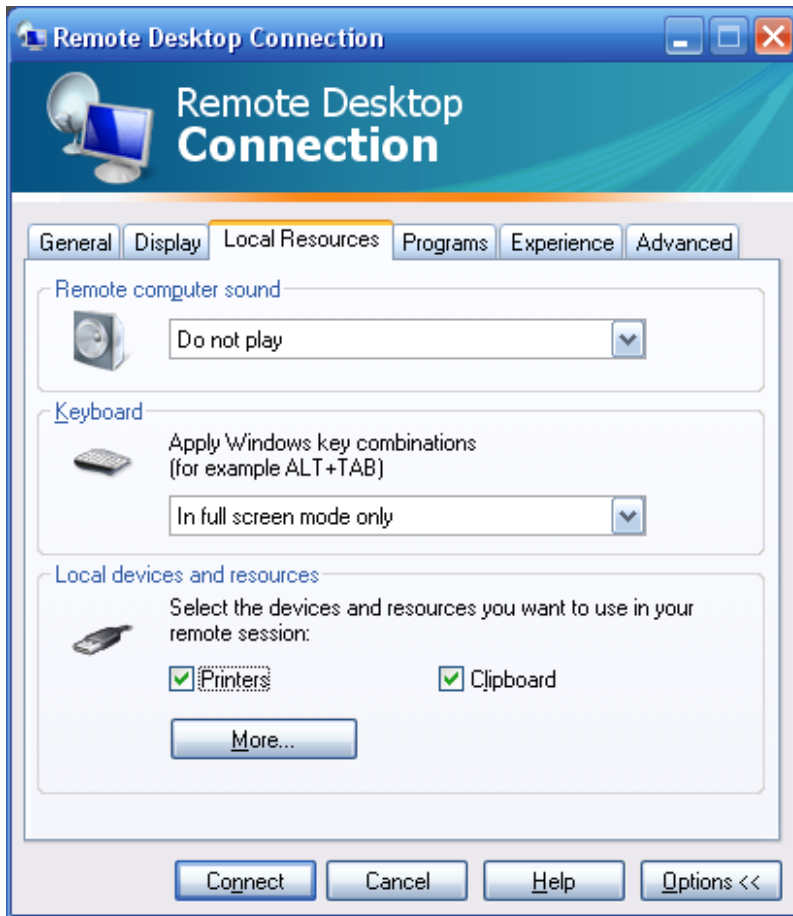 Remote Desktop Connection
Remote Desktop
Connection
General Display Local Resources Programs Experience Advanced
Remote computer sound
Do not play
Keyboard
Apply Windows key combinations
(for example ALT+TAB)
In full screen mode only
Local devices and resources
Select the devices and resources you want to use in your
remote session:
Printers Clipboard
More...
Connect Cancel Help Options <<